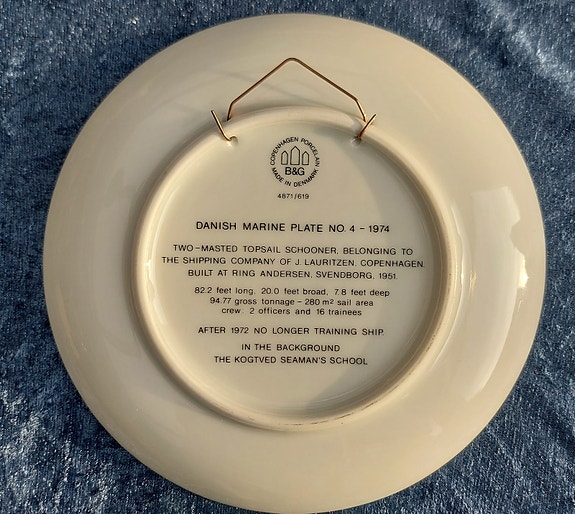 COPENHAGEN PORCELAIN
B&G
MADE IN DENMARK
4871/619
DANISH MARINE PLATE NO. 4 - 1974
TWO-MASTED TOPSAIL SCHOONER, BELONGING TO
THE SHIPPING COMPANY OF J. LAURITZEN, COPENHAGEN.
BUILT AT RING ANDERSEN, SVENDBORG, 1951.
82.2 feet long, 20.0 feet broad, 7.8 feet deep
94.77 gross tonnage - 280 m² sail area
crew: 2 officers and 16 trainees
AFTER 1972 NO LONGER TRAINING SHIP.
IN THE BACKGROUND
THE KOGTVED SEAMAN'S SCHOOL